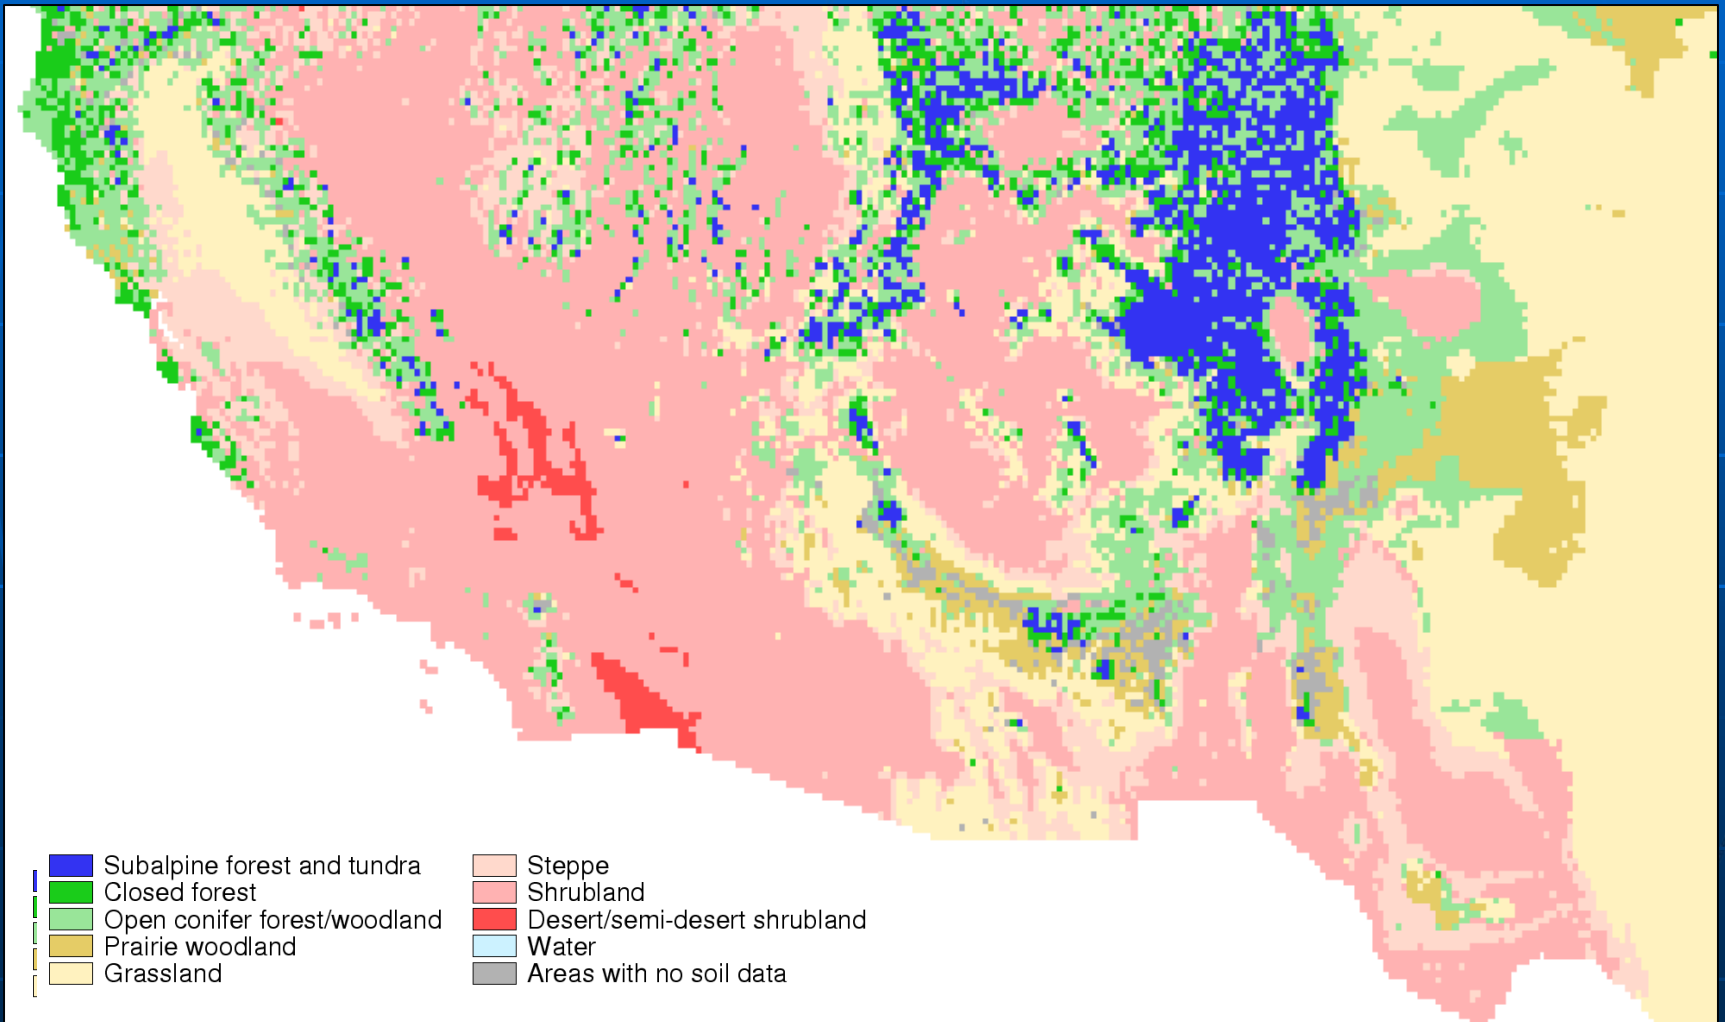 Subalpine forest and tundra
Closed forest
Open conifer forest/woodland
Prairie woodland
Grassland
Steppe
Shrubland
Desert/semi-desert shrubland
Water
Areas with no soil data